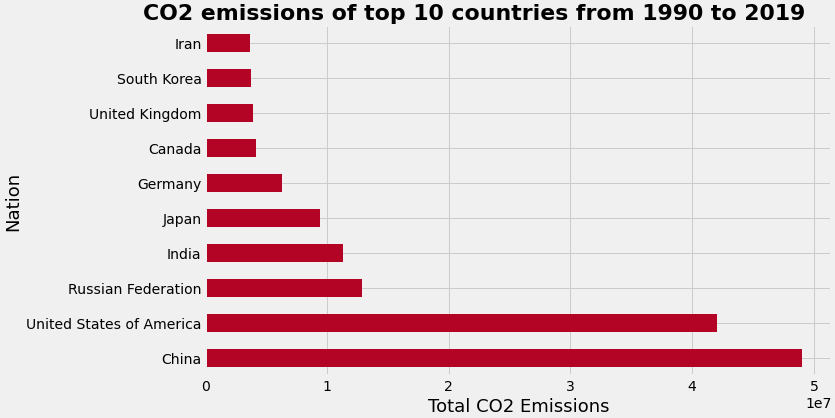 CO2 emissions of top 10 countries from 1990 to 2019
Nation
Iran
South Korea
United Kingdom
Canada
Germany
Japan
India
Russian Federation
United States of America
China
0 1 2 3 4 5
1e7
Total CO2 Emissions